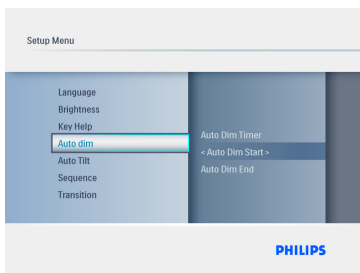 Setup Menu
Language
Brightness
Key Help
Auto dim
Auto Tilt
Sequence
Transition
Auto Dim Timer
< Auto Dim Start >
Auto Dim End
PHILIPS